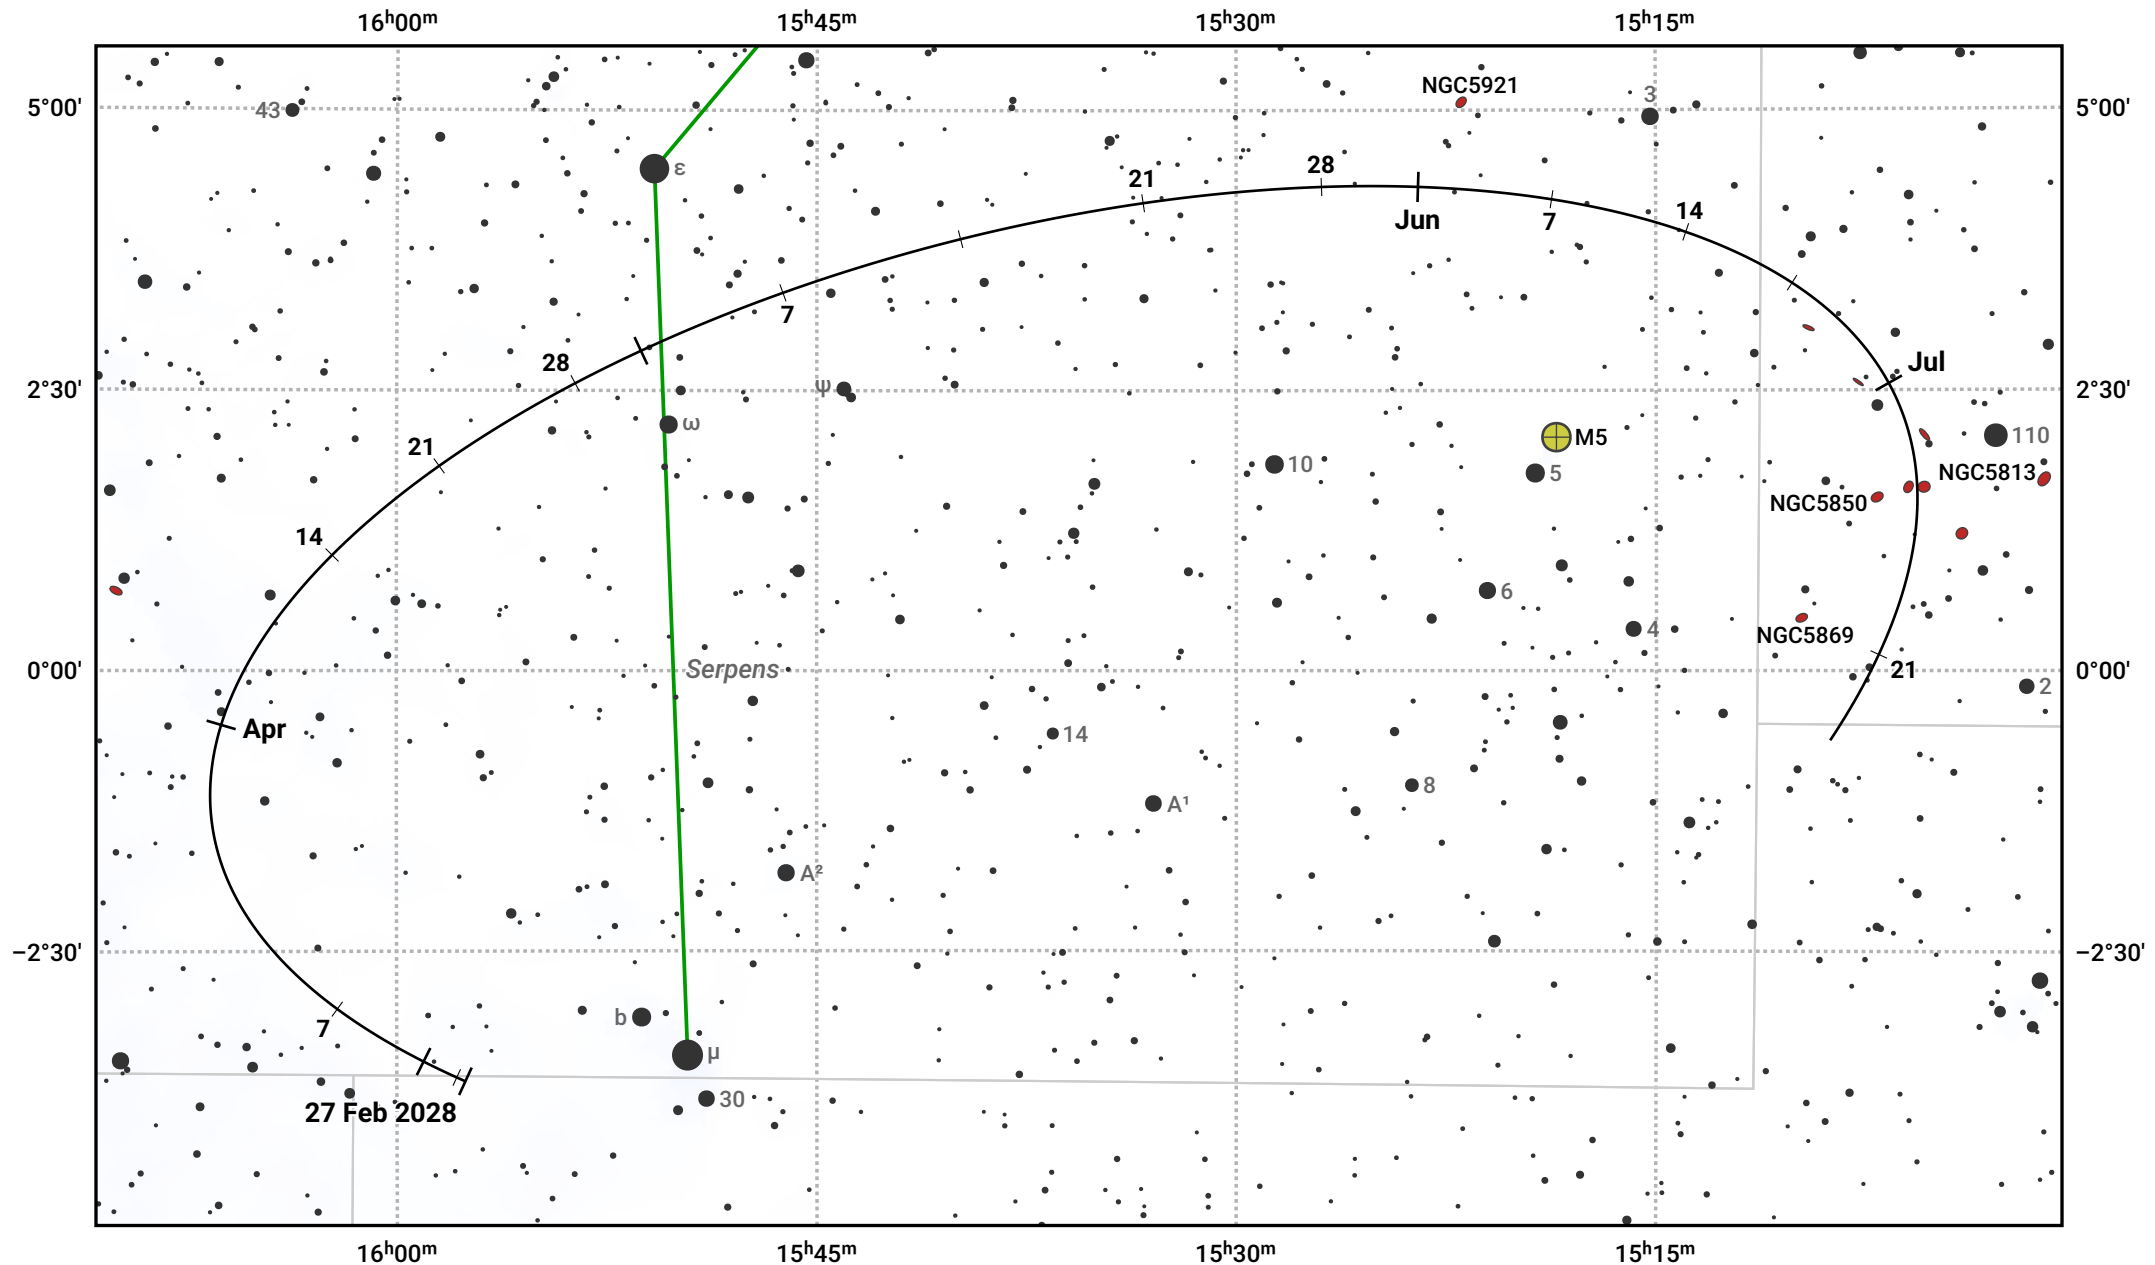 16ʰ00ᵐ 15ʰ45ᵐ 15ʰ30ᵐ 15ʰ15ᵐ
NGC5921
3
5°00' 43 5°00'
ε
28
21
14
Jun 7
7
28 Jul
2°30' ψ 2°30'
ω
M5 110
21
10 5 NGC5813
NGC5850
14
6
4 NGC5869
0°00' Serpens 21 0°00'
2
Apr 14
8
A¹
A²
−2°30' −2°30'
b
7
μ
30
27 Feb 2028
16ʰ00ᵐ 15ʰ45ᵐ 15ʰ30ᵐ 15ʰ15ᵐ